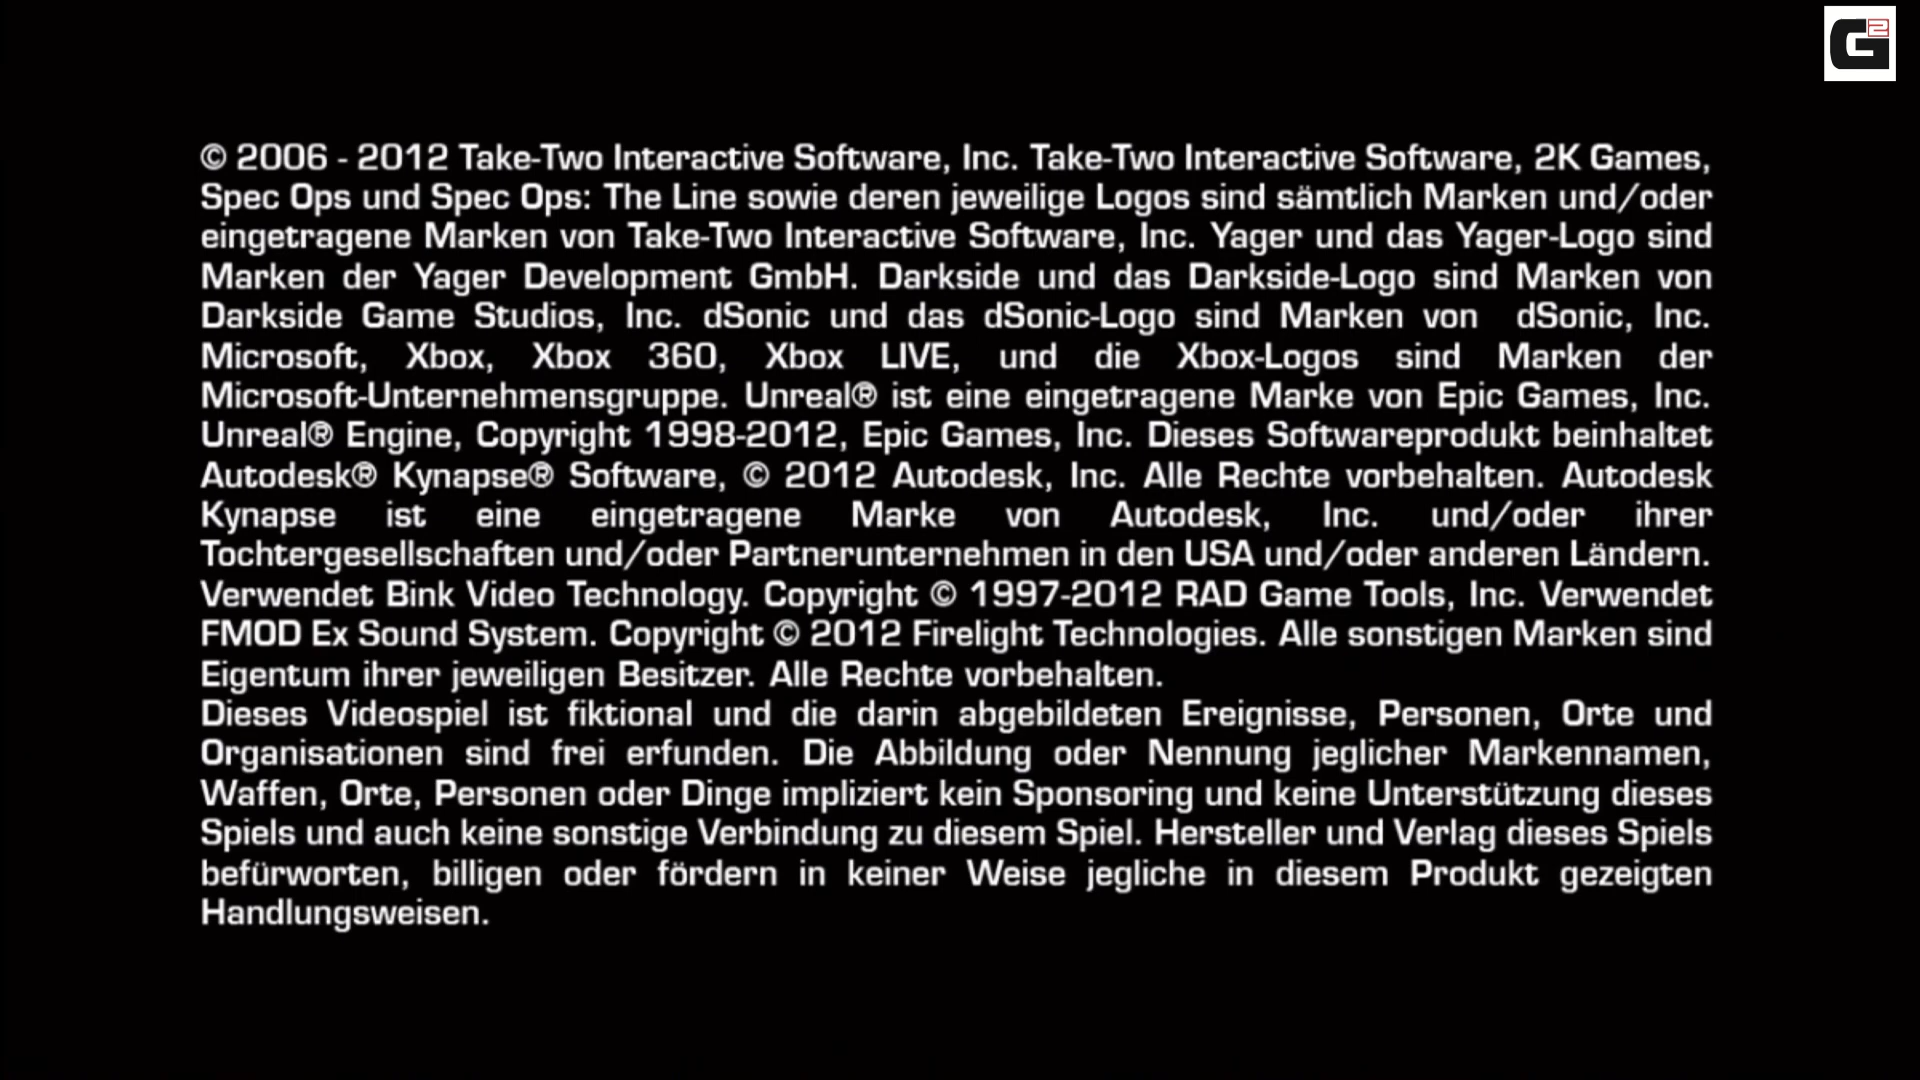 G2
© 2006 - 2012 Take-Two Interactive Software, Inc. Take-Two Interactive Software, 2K Games,
Spec Ops und Spec Ops: The Line sowie deren jeweilige Logos sind sämtlich Marken und/oder
eingetragene Marken von Take-Two Interactive Software, Inc. Yager und das Yager-Logo sind
Marken der Yager Development GmbH. Darkside und das Darkside-Logo sind Marken von
Darkside Game Studios, Inc. dSonic und das dSonic-Logo sind Marken von dSonic, Inc.
Microsoft, Xbox, Xbox 360, Xbox LIVE, und die Xbox-Logos sind Marken der
Microsoft-Unternehmensgruppe. Unreal® ist eine eingetragene Marke von Epic Games, Inc.
Unreal® Engine, Copyright 1998-2012, Epic Games, Inc. Dieses Softwareprodukt beinhaltet
Autodesk® Kynapse® Software, © 2012 Autodesk, Inc. Alle Rechte vorbehalten. Autodesk
Kynapse ist eine eingetragene Marke von Autodesk, Inc. und/oder ihrer
Tochtergesellschaften und/oder Partnerunternehmen in den USA und/oder anderen Ländern.
Verwendet Bink Video Technology. Copyright © 1997-2012 RAD Game Tools, Inc. Verwendet
FMOD Ex Sound System. Copyright © 2012 Firelight Technologies. Alle sonstigen Marken sind
Eigentum ihrer jeweiligen Besitzer. Alle Rechte vorbehalten.
Dieses Videospiel ist fiktional und die darin abgebildeten Ereignisse, Personen, Orte und
Organisationen sind frei erfunden. Die Abbildung oder Nennung jeglicher Markennamen,
Waffen, Orte, Personen oder Dinge impliziert kein Sponsoring und keine Unterstützung dieses
Spiels und auch keine sonstige Verbindung zu diesem Spiel. Hersteller und Verlag dieses Spiels
befürworten, billigen oder fördern in keiner Weise jegliche in diesem Produkt gezeigten
Handlungsweisen.